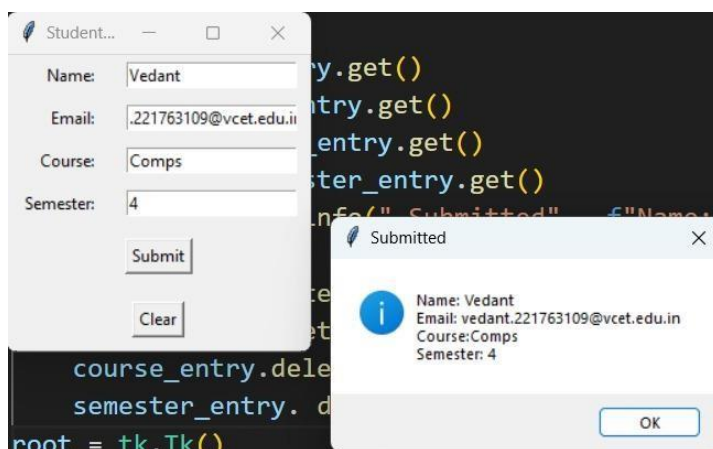 Student...
Name: Vedant
Email: .221763109@vcet.edu.i
Course: Comps
Semester: 4
Submit
Clear
y.get()
ntry.get()
_entry.get()
ster_entry.get()
f"Name:
course_entry.dele
semester_entry. d
root = tk.Tk()
Submitted
Name: Vedant
Email: vedant.221763109@vcet.edu.in
Course:Comps
Semester: 4
OK